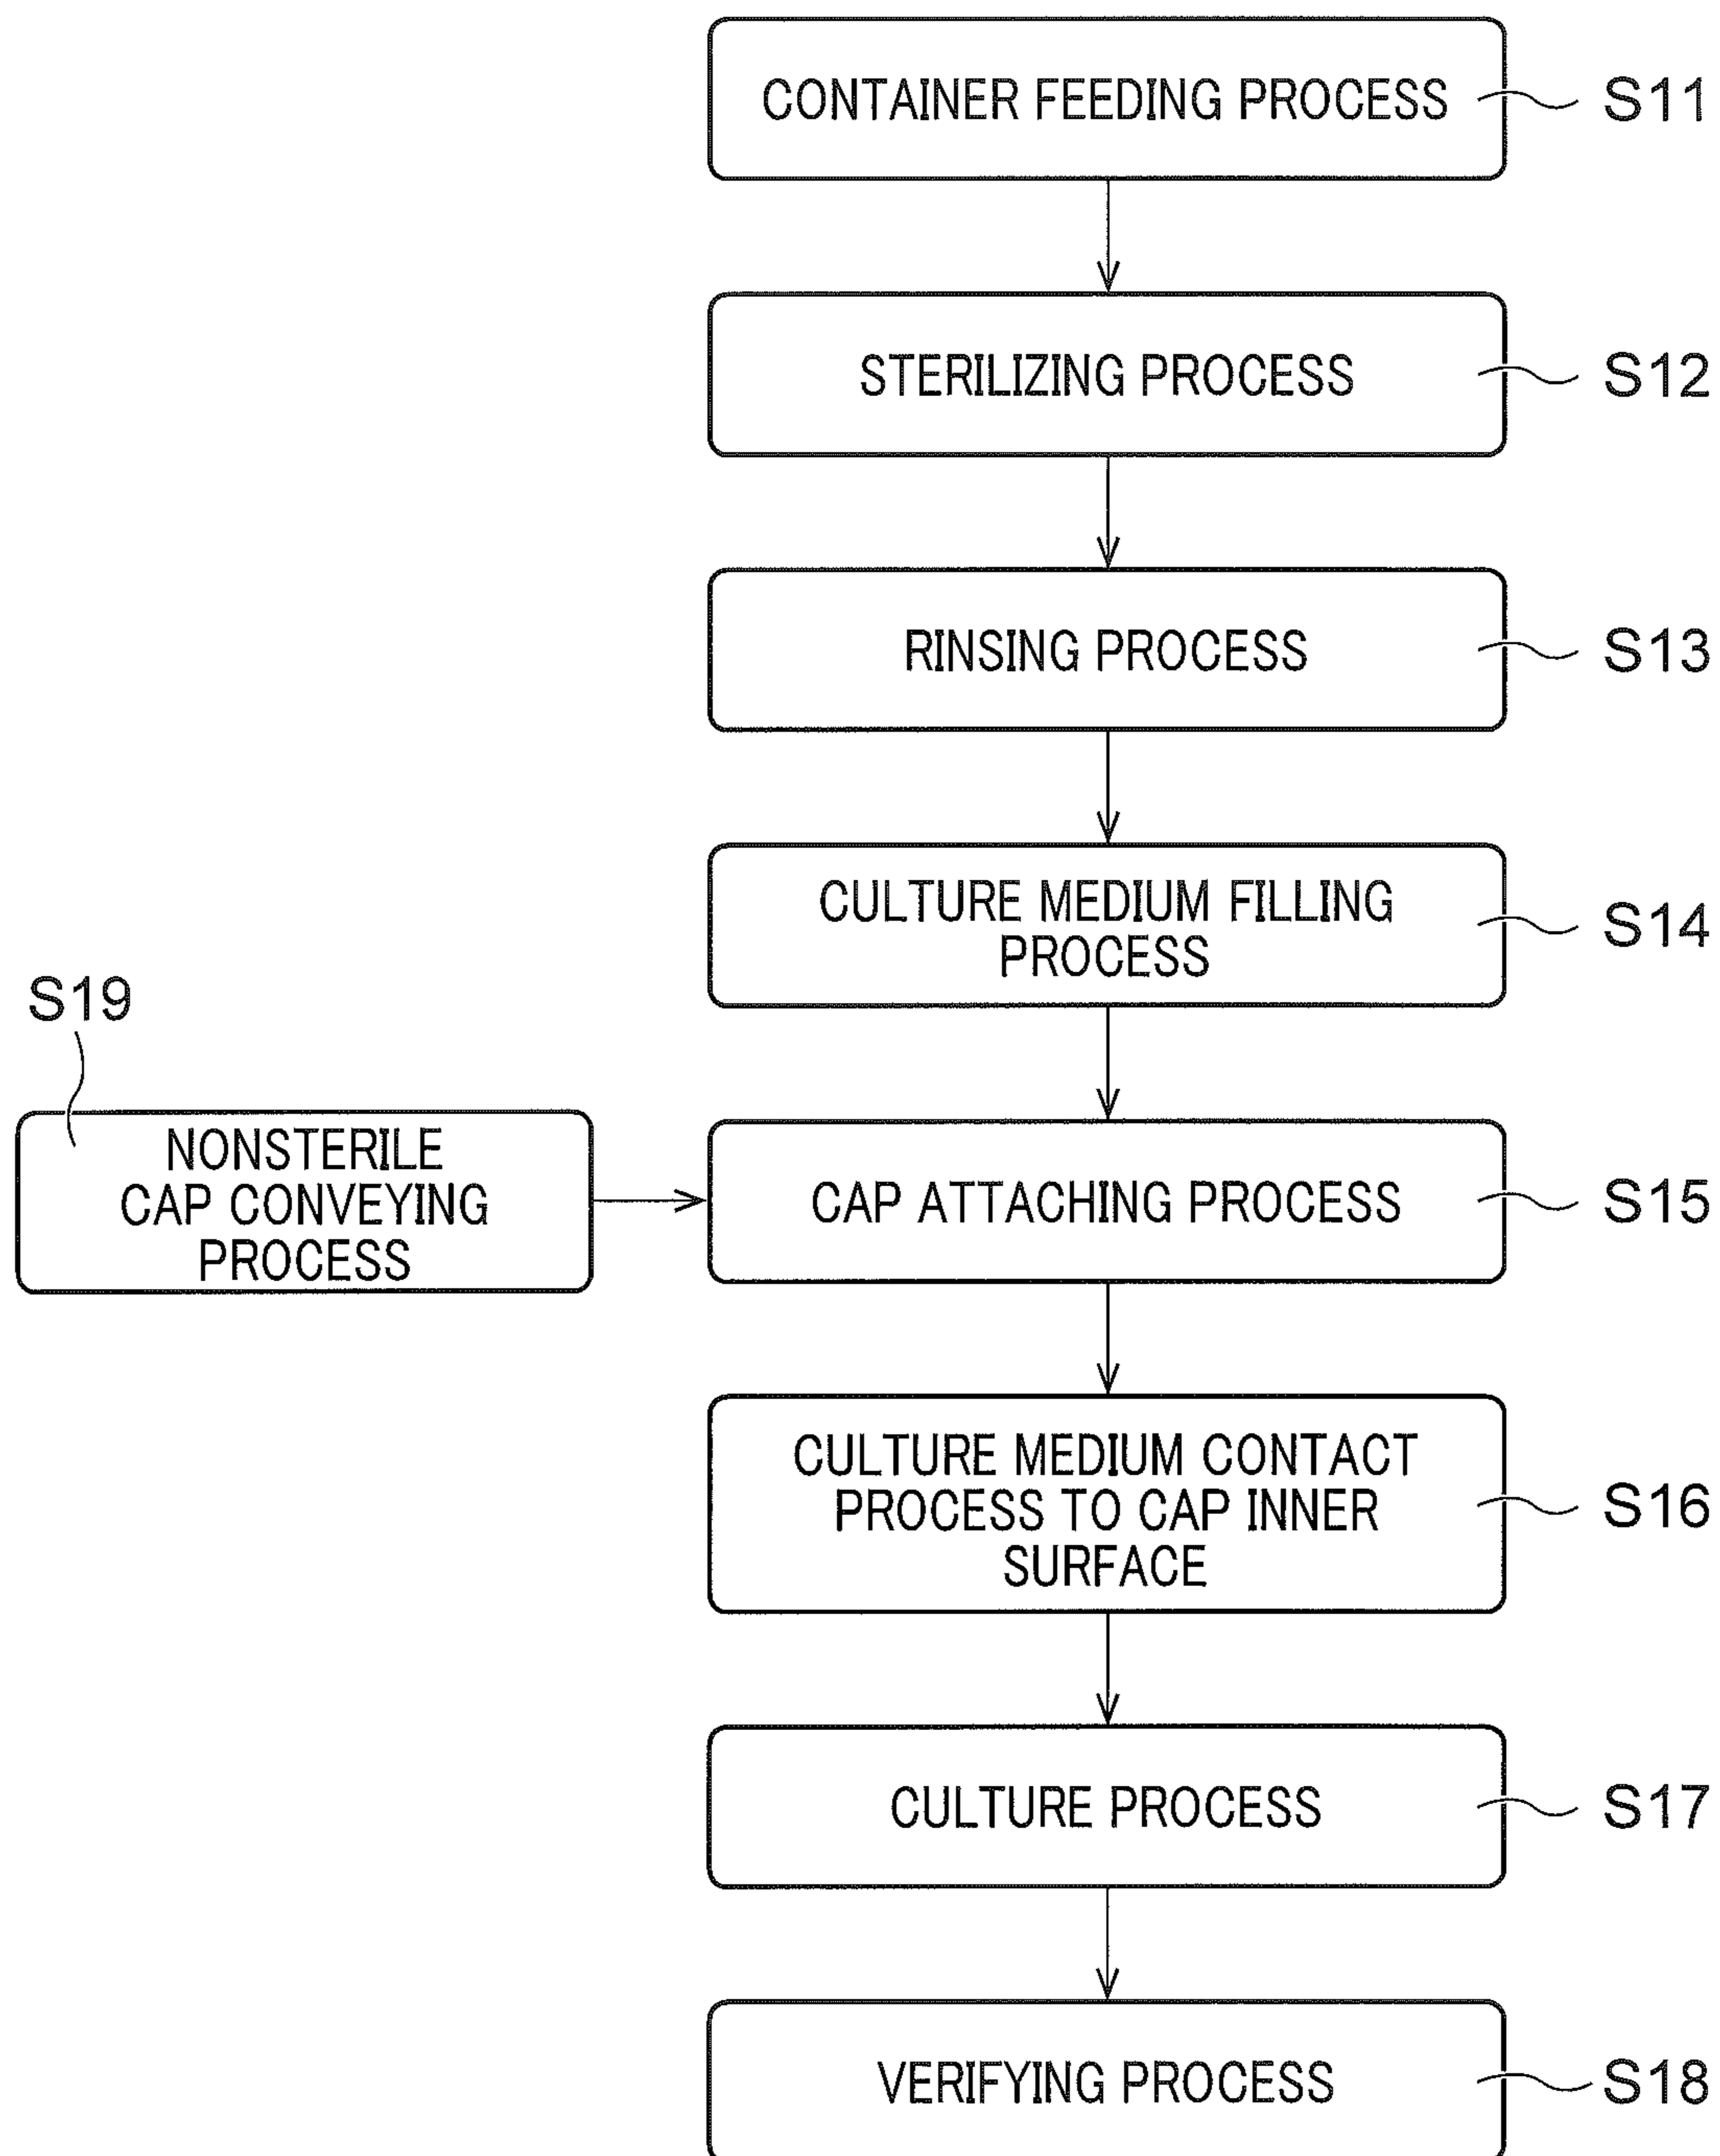 CONTAINER FEEDING PROCESS
S11
STERILIZING PROCESS
S12
RINSING PROCESS
S13
CULTURE MEDIUM FILLING
PROCESS
S14
S19
NONSTERILE
CAP CONVEYING
PROCESS
CAP ATTACHING PROCESS
S15
CULTURE MEDIUM CONTACT
PROCESS TO CAP INNER
SURFACE
S16
CULTURE PROCESS
S17
VERIFYING PROCESS
S18